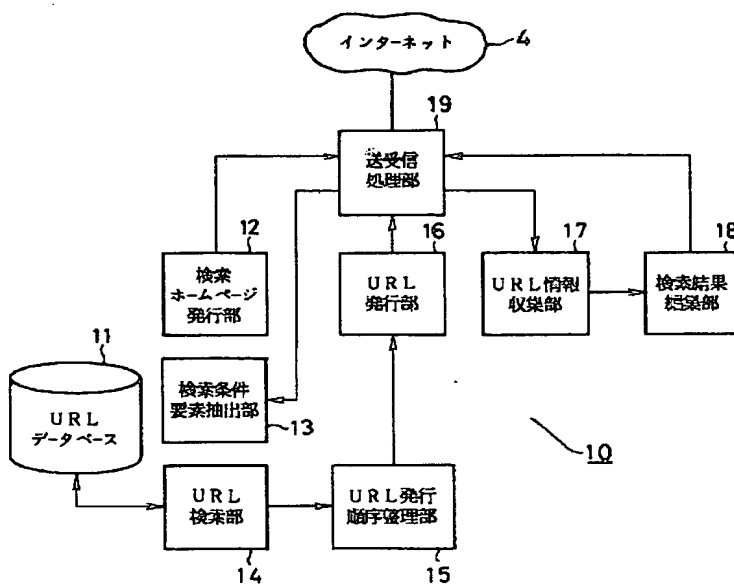 インターネット
4
19
送受信
処理部
12
検索
ホームページ
発行部
16
URL
発行部
17
URL情報
収集部
18
検索結果
編集部
11
URL
データベース
検索条件
要素抽出部
13
10
URL
検索部
14
URL発行
順序整理部
15